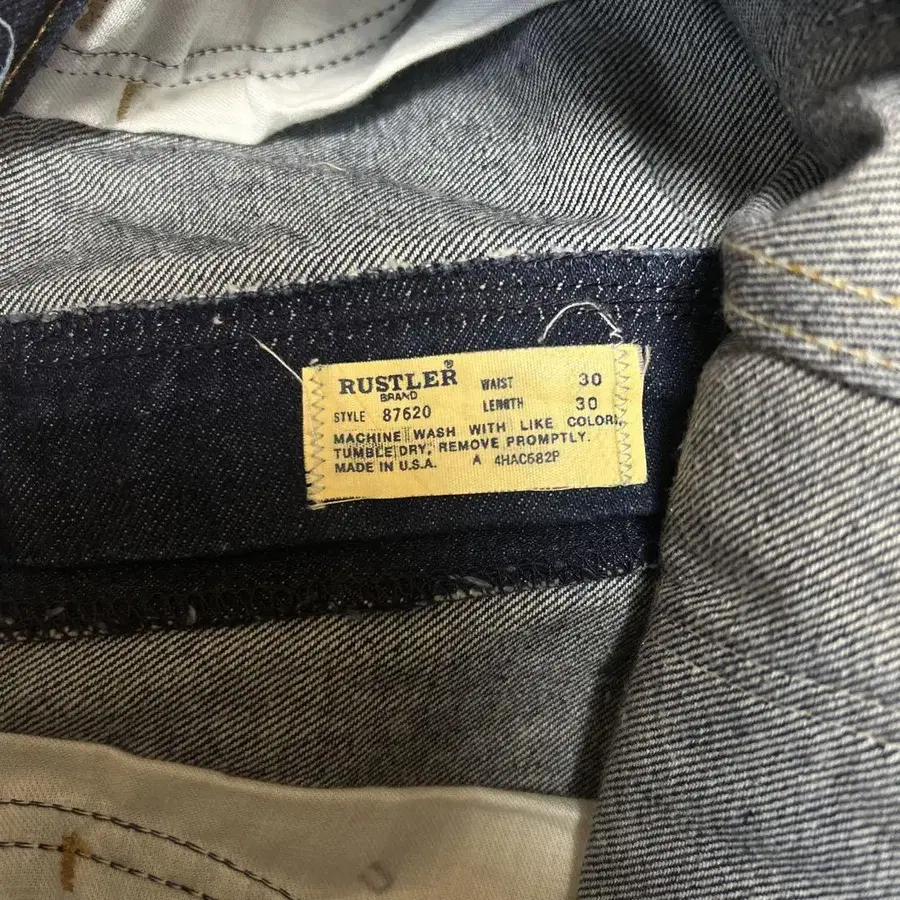 RUSTLER®
BRAND
WAIST 30
STYLE 87620 LENGTH 30
MACHINE WASH WITH LIKE COLORS,
TUMBLE DRY, REMOVE PROMPTLY.
MADE IN U.S.A. A 4HAC682P
U